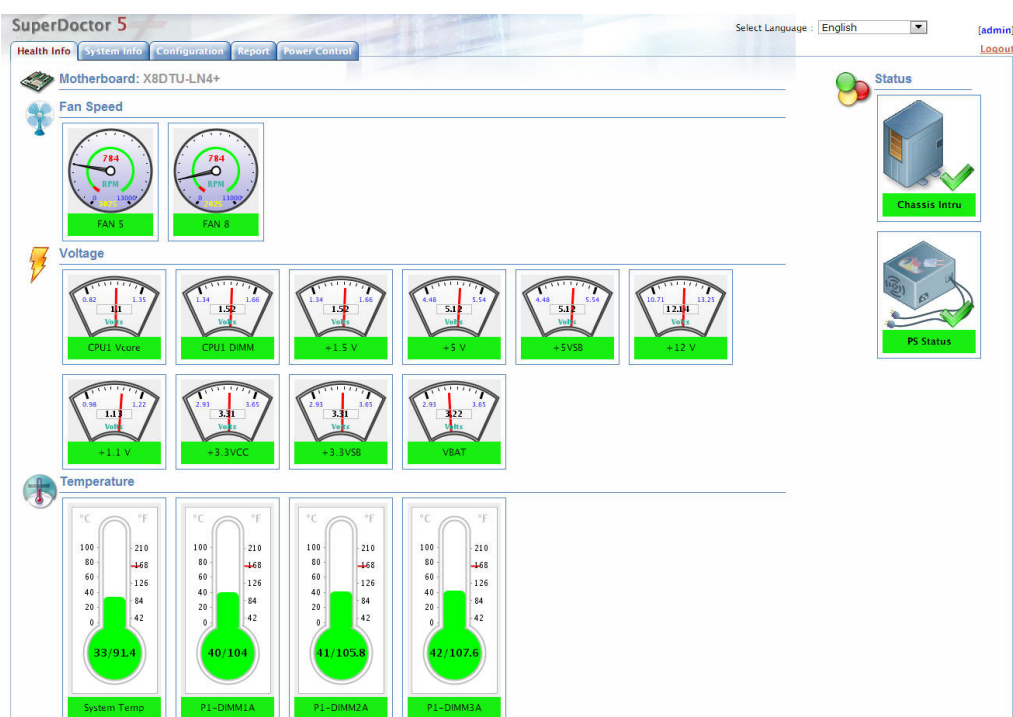 SuperDoctor 5
Select Language : English
[admin]
Logout
Health Info System Info Configuration Report Power Control
Motherboard: X8DTU-LN4+
Status
Fan Speed
784 784
RPM RPM
0 13000 0 13000
3025 2025
FAN 5 FAN 8
Chassis Intru
Voltage
0.82 1.35 1.34 1.66 1.34 1.66 4.48 5.54 4.48 5.54 10.71 13.25
1.1 1.52 1.52 5.12 5.12 12.14
Volts Volts Volts Volts Volts Volts
CPU1 Vcore CPU1 DIMM +1.5 V +5 V +5VSB +12 V
PS Status
0.98 1.22 2.93 3.65 2.93 3.65 2.93 3.65
1.13 3.31 3.31 3.22
Volts Volts Volts Volts
+1.1 V +3.3VCC +3.3VSB VBAT
Temperature
°C °F °C °F °C °F °C °F
100 210 100 210 100 210 100 210
80 168 80 168 80 168 80 168
60 126 60 126 60 126 60 126
40 84 40 84 40 84 40 84
20 42 20 42 20 42 20 42
0 0 0 0
33/91.4 40/104 41/105.8 42/107.6
System Temp P1-DIMM1A P1-DIMM2A P1-DIMM3A